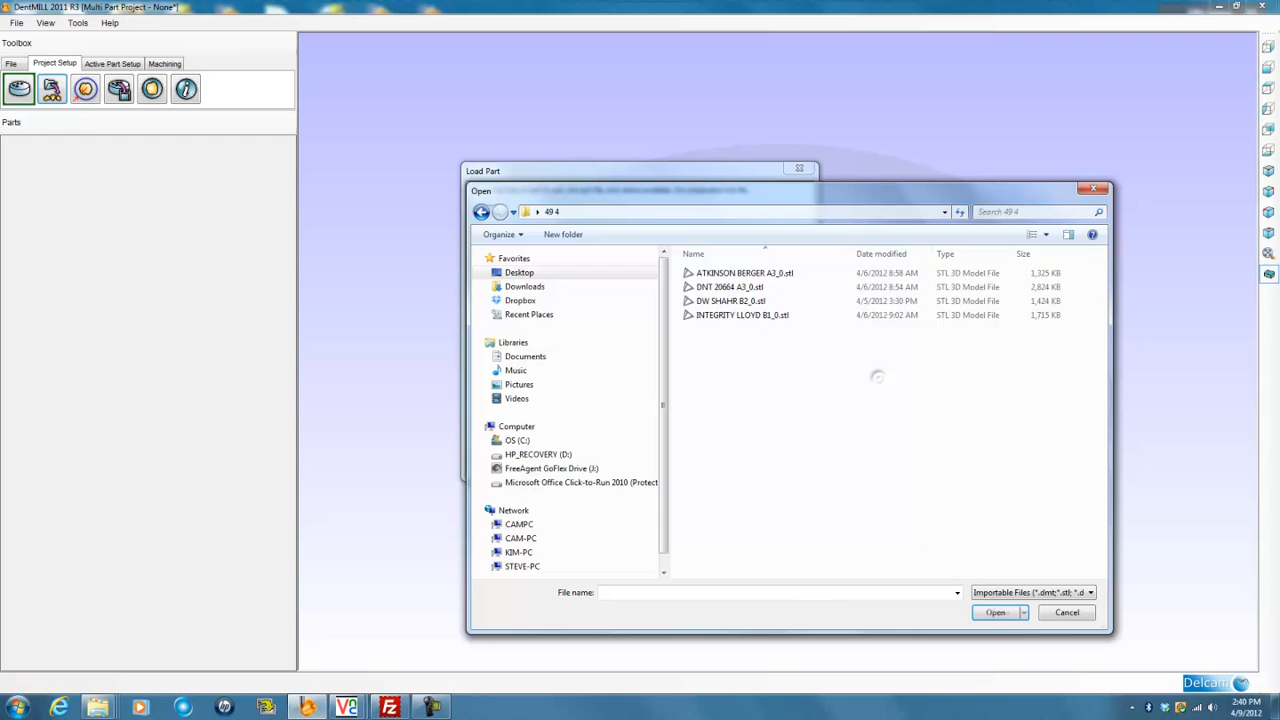 DentMILL 2011 R3 [Multi Part Project - None*]
File View Tools Help
Toolbox
File Project Setup Active Part Setup Machining
Parts
Load Part
Open
49 4 Search 49 4
Organize New folder
Name Date modified Type Size
Favorites
Desktop
Downloads
Dropbox
Recent Places
Libraries
Documents
Music
Pictures
Videos
Computer
OS (C:)
HP_RECOVERY (D:)
FreeAgent GoFlex Drive (J:)
Microsoft Office Click-to-Run 2010 (Protect
Network
CAMPC
CAM-PC
KIM-PC
STEVE-PC
ATKINSON BERGER A3_0.stl 4/6/2012 8:58 AM STL 3D Model File 1,325 KB
DNT 20664 A3_0.stl 4/6/2012 8:54 AM STL 3D Model File 2,824 KB
DW SHAHR B2_0.stl 4/5/2012 3:30 PM STL 3D Model File 1,424 KB
INTEGRITY LLOYD B1_0.stl 4/6/2012 9:02 AM STL 3D Model File 1,715 KB
File name: Importable Files (*.dmt;*.stl; *.d
Open Cancel
Delcam
2:40 PM
4/9/2012